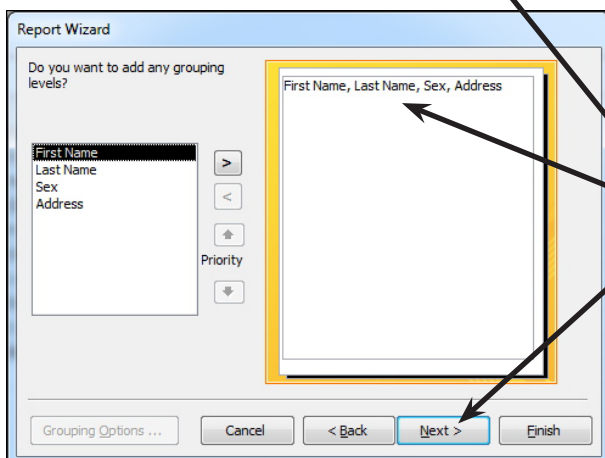 Report Wizard
Do you want to add any grouping
levels?
First Name, Last Name, Sex, Address
First Name
Last Name
Sex
Address
>
<
Priority
Grouping Options ...
Cancel
< Back
Next >
Finish